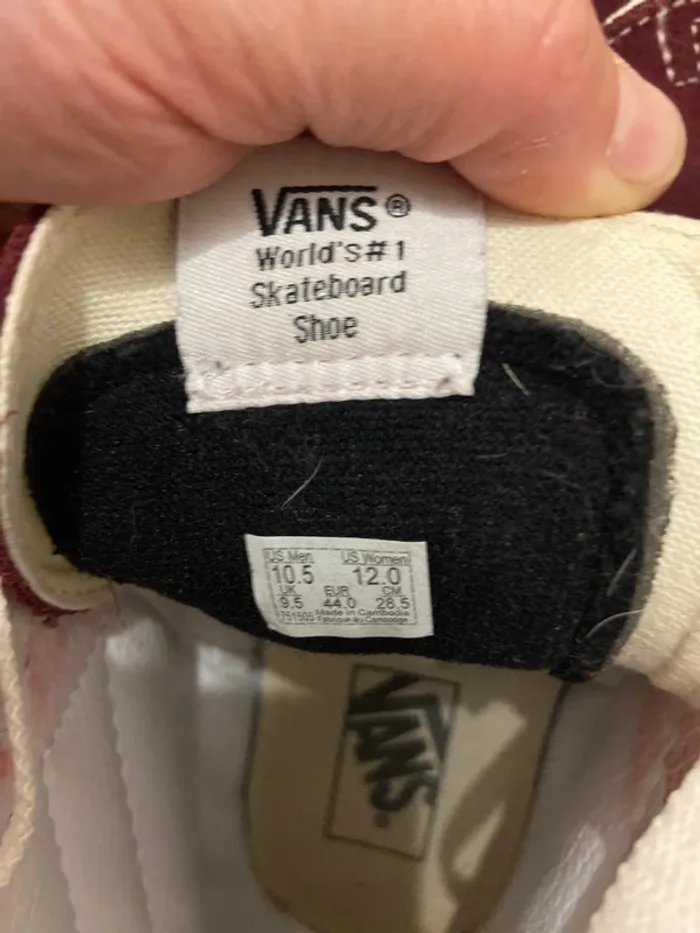 VANS®
World's #1
Skateboard
Shoe
US Men US Women
10.5 12.0
UK EUR CM
9.5 44.0 28.5
751505 Made in Cambodia
Fabriqué au Cambodge
VANS